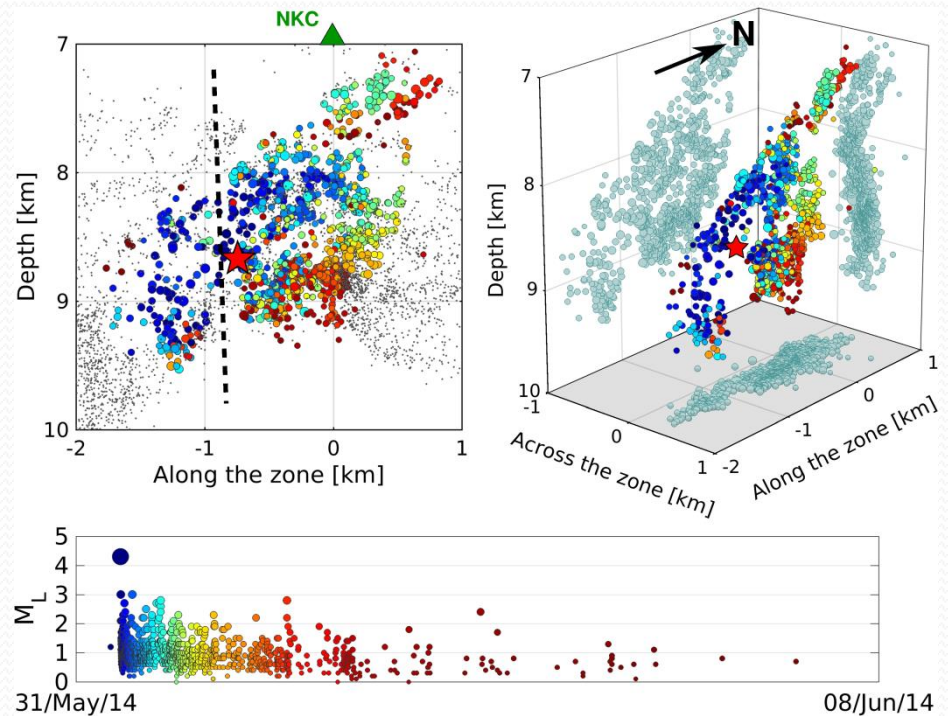 NKC
7
8
9
10
Depth [km]
-2
-1
0
1
Along the zone [km]
N
7
8
9
10
Depth [km]
-1
0
1
Across the zone [km]
-2
-1
0
1
Along the zone [km]
5
4
3
2
1
0
M_L
31/May/14
08/Jun/14